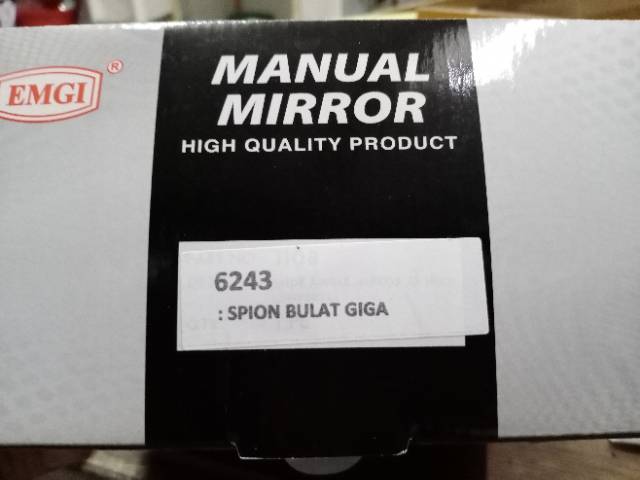 EMGI ®
MANUAL
MIRROR
HIGH QUALITY PRODUCT
6243
: SPION BULAT GIGA